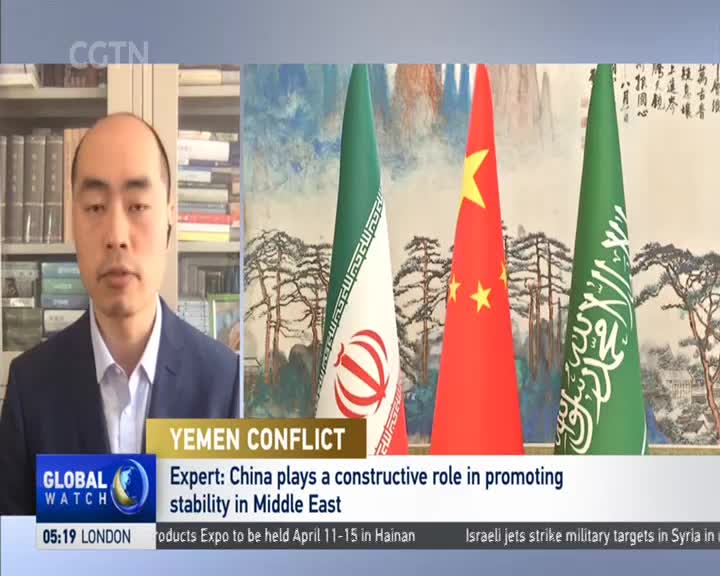 CGTN
YEMEN CONFLICT
Expert: China plays a constructive role in promoting
stability in Middle East
GLOBAL
WATCH
05:19 LONDON
roducts Expo to be held April 11-15 in Hainan
Israeli jets strike military targets in Syria in